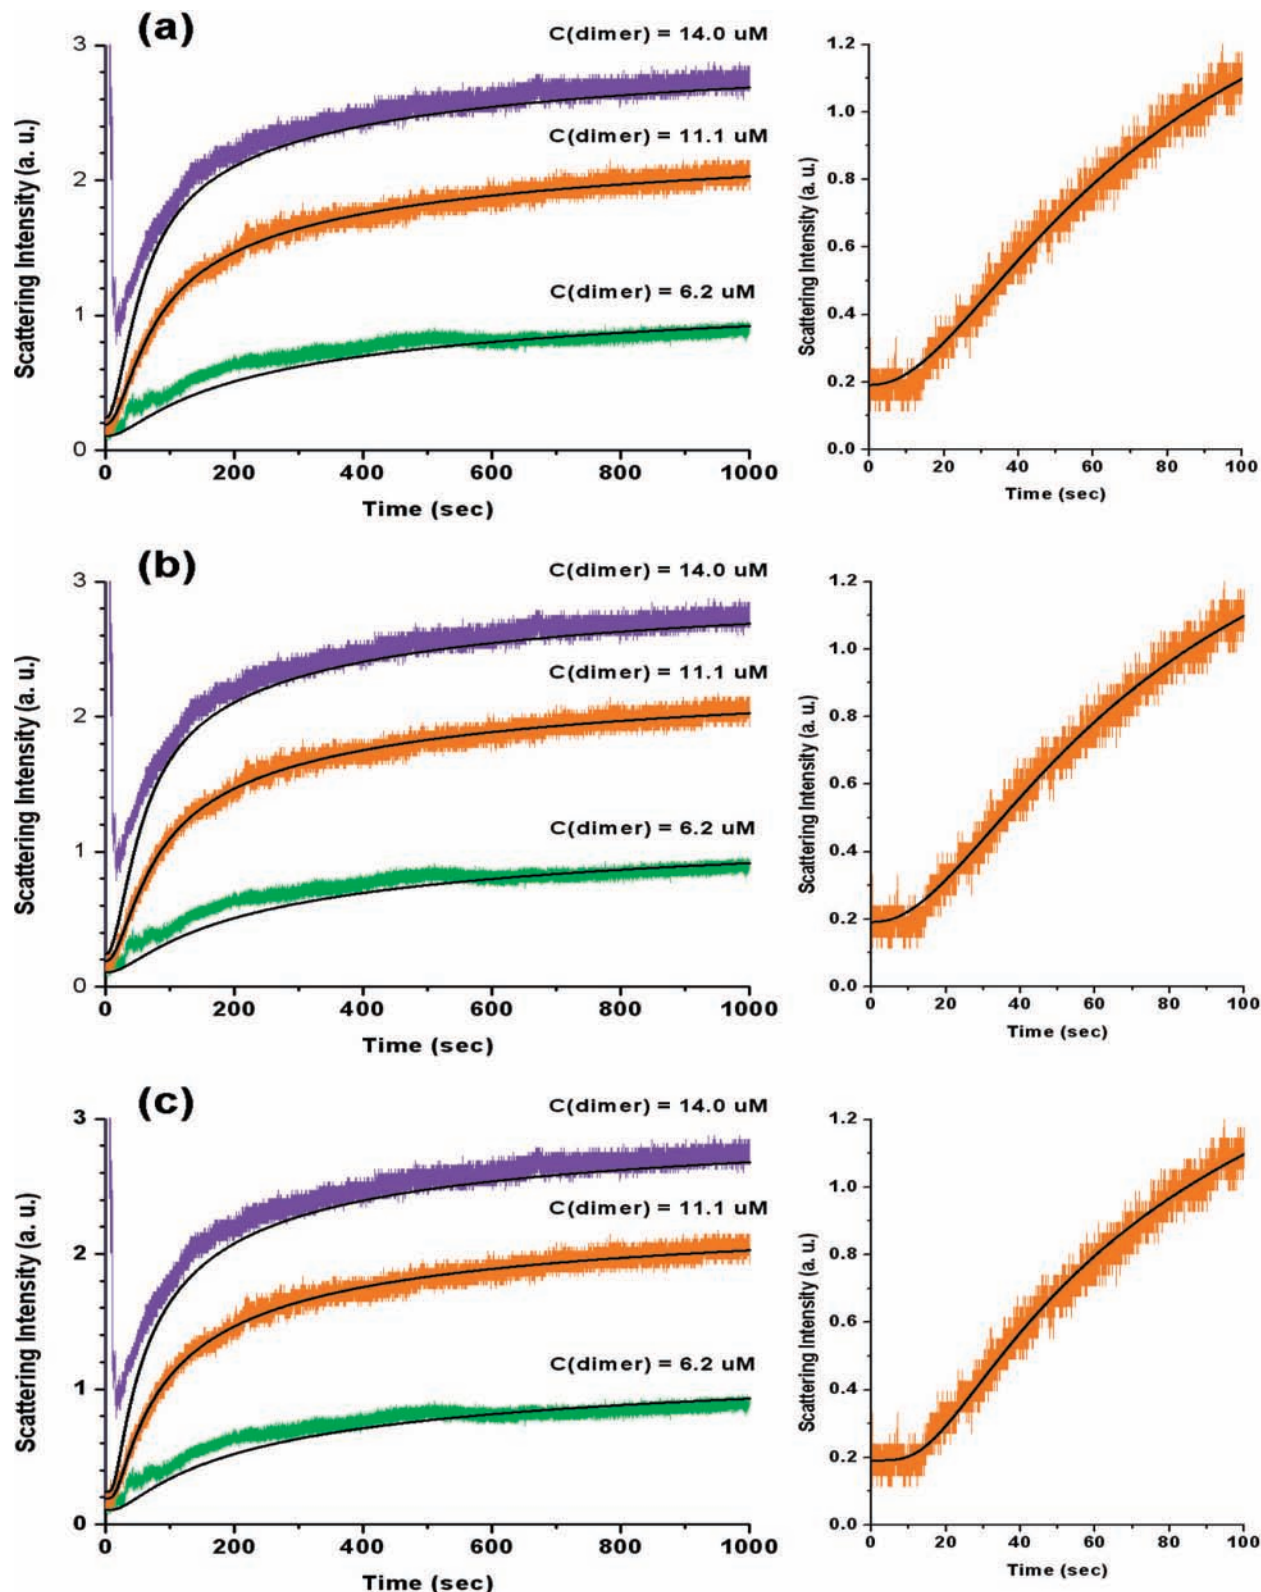 (a)
C(dimer) = 14.0 uM
C(dimer) = 11.1 uM
C(dimer) = 6.2 uM
Scattering Intensity (a. u.)
3
2
1
0
0 200 400 600 800 1000
Time (sec)
Scattering Intensity (a. u.)
1.2
1.0
0.8
0.6
0.4
0.2
0.0
0 20 40 60 80 100
Time (sec)
(b)
C(dimer) = 14.0 uM
C(dimer) = 11.1 uM
C(dimer) = 6.2 uM
Scattering Intensity (a. u.)
3
2
1
0
0 200 400 600 800 1000
Time (sec)
Scattering Intensity (a. u.)
1.2
1.0
0.8
0.6
0.4
0.2
0.0
0 20 40 60 80 100
Time (sec)
(c)
C(dimer) = 14.0 uM
C(dimer) = 11.1 uM
C(dimer) = 6.2 uM
Scattering Intensity (a. u.)
3
2
1
0
0 200 400 600 800 1000
Time (sec)
Scattering Intensity (a. u.)
1.2
1.0
0.8
0.6
0.4
0.2
0.0
0 20 40 60 80 100
Time (sec)